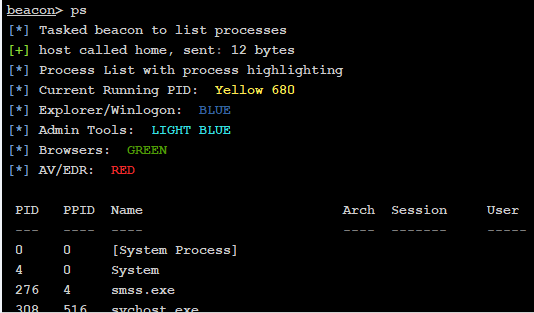 beacon> ps
[*] Tasked beacon to list processes
[+] host called home, sent: 12 bytes
[*] Process List with process highlighting
[*] Current Running PID:  Yellow 680
[*] Explorer/Winlogon:  BLUE
[*] Admin Tools:  LIGHT BLUE
[*] Browsers:  GREEN
[*] AV/EDR:  RED
PID   PPID  Name                         Arch  Session     User
---   ----  ----                         ----  -------     -----
0     0     [System Process]
4     0     System
276   4     smss.exe
308   516   svchost.exe